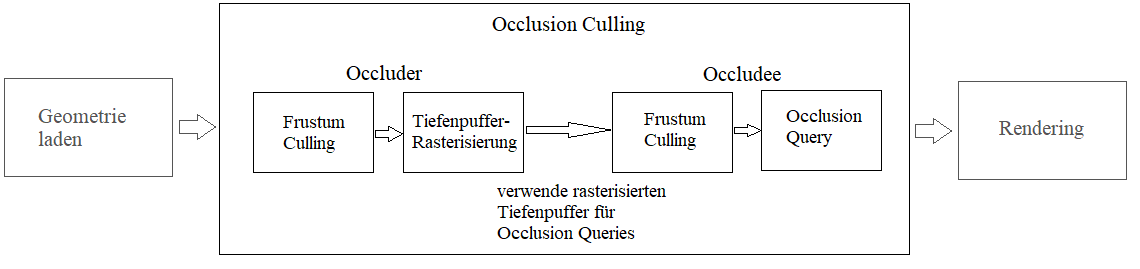 Occlusion Culling
Geometrie
laden
Occluder
Frustum
Culling
Tiefenpuffer-
Rasterisierung
Occludee
Frustum
Culling
Occlusion
Query
verwende rasterisierten
Tiefenpuffer für
Occlusion Queries
Rendering